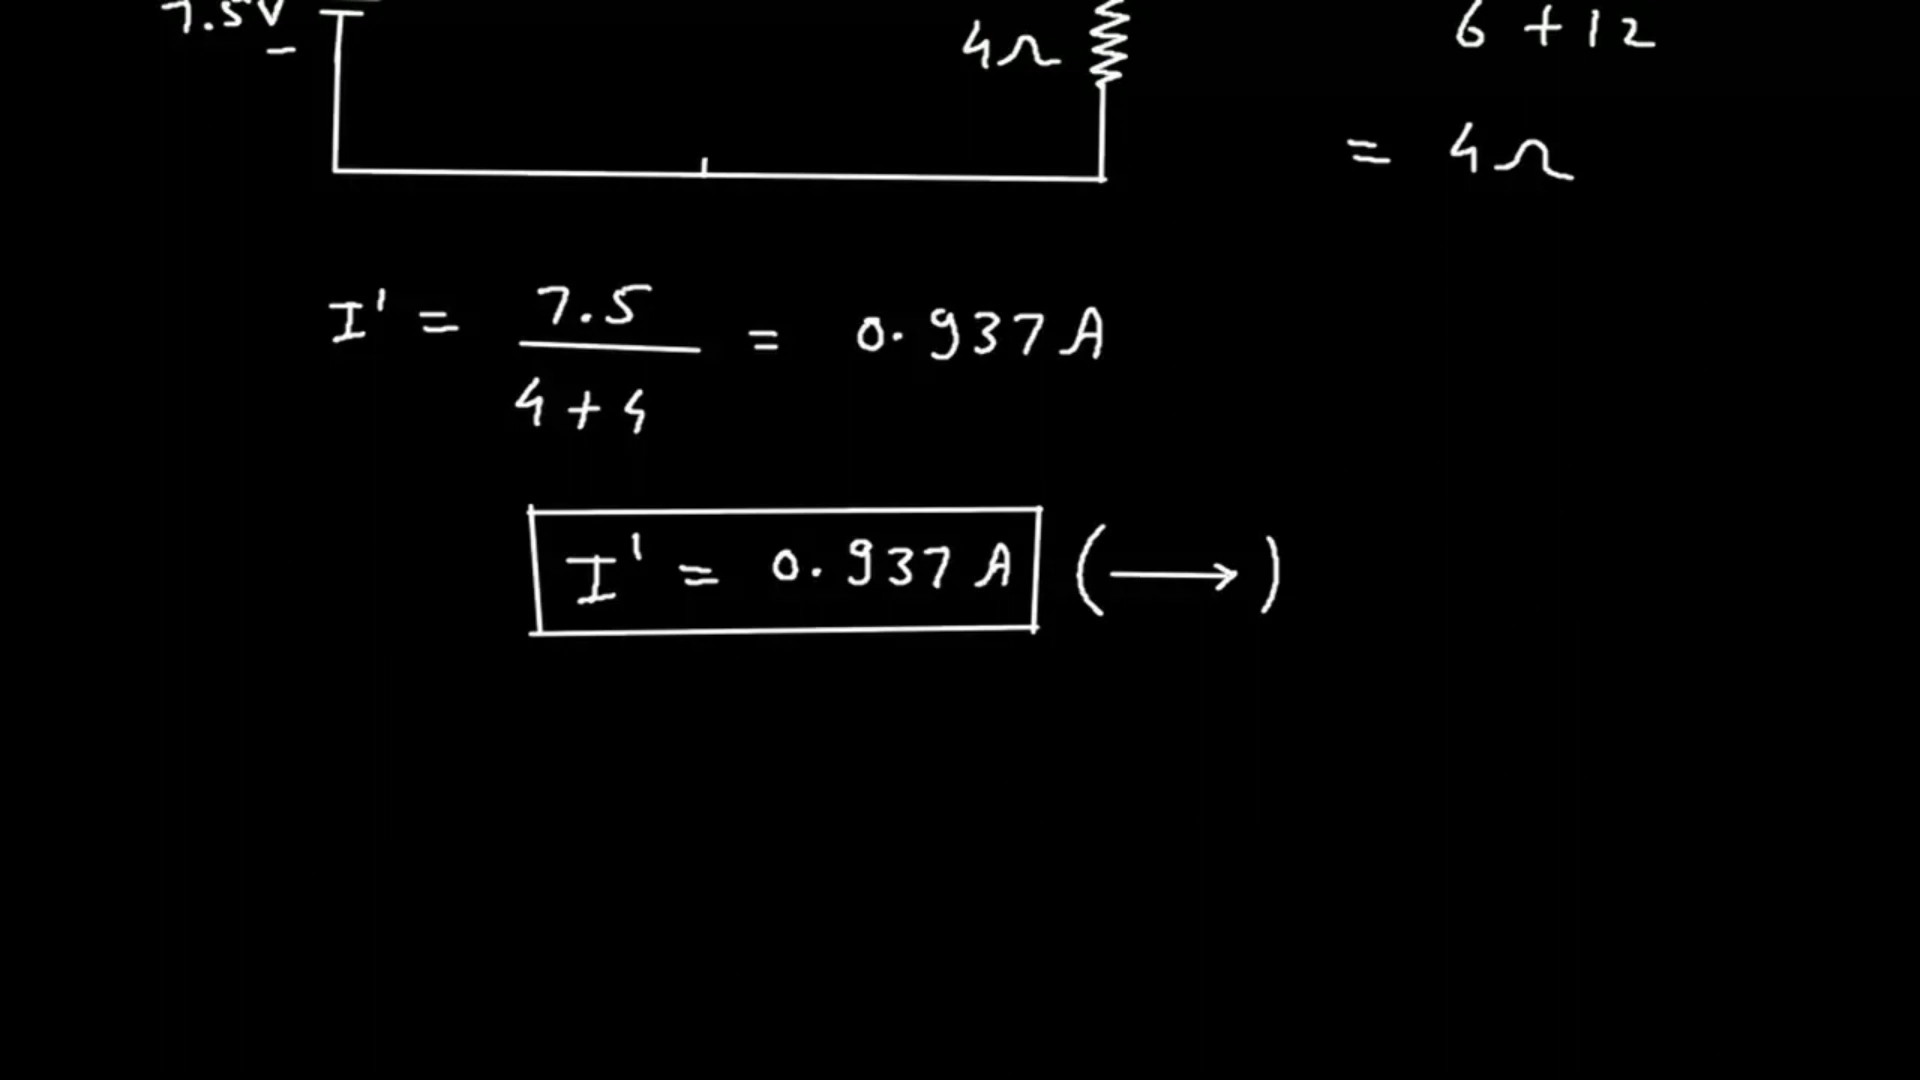 7.5V
-
4Ω
6 + 12
= 4Ω
I' = 7.5 / 4 + 4 = 0.937 A
I' = 0.937 A (⟶)